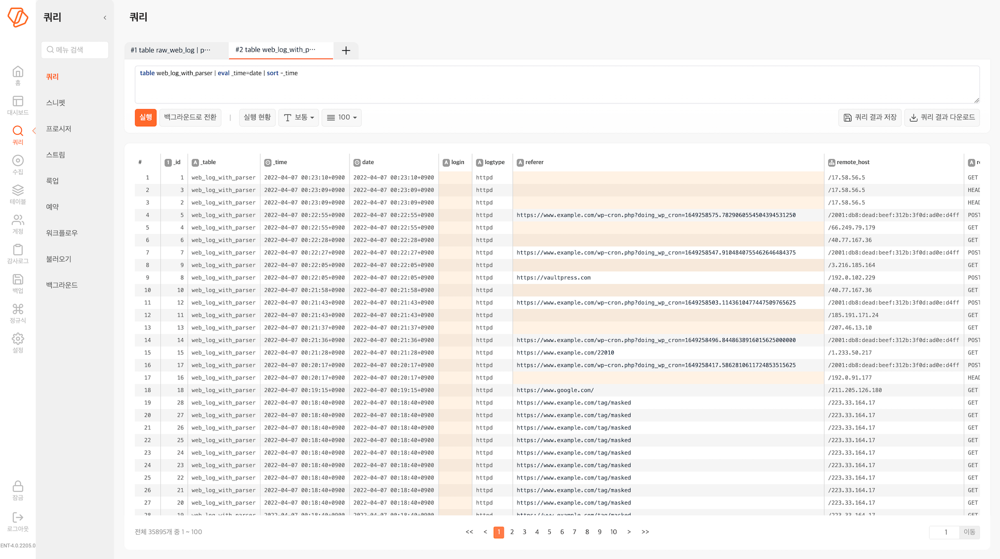 쿼리
쿼리
메뉴 검색
홈
대시보드
쿼리
수집
테이블
계정
감사로그
백업
정규식
설정
잠금
로그아웃
ENT-4.0.2205.0
쿼리
스니펫
프로시저
스트림
룩업
예약
워크플로우
불러오기
백그라운드
#1 table raw_web_log | p··· #2 table web_log_with_p···
table web_log_with_parser | eval _time=date | sort -_time
실행 백그라운드로 전환 | 실행 현황 보통 100 쿼리 결과 저장 쿼리 결과 다운로드
# _id _table _time date login logtype referer remote_host
1 1 web_log_with_parser 2022-04-07 00:23:10+0900 2022-04-07 00:23:10+0900 httpd /17.58.56.5 GET
2 3 web_log_with_parser 2022-04-07 00:23:09+0900 2022-04-07 00:23:09+0900 httpd /17.58.56.5 HEAD
3 2 web_log_with_parser 2022-04-07 00:23:09+0900 2022-04-07 00:23:09+0900 httpd /17.58.56.5 HEAD
4 5 web_log_with_parser 2022-04-07 00:22:55+0900 2022-04-07 00:22:55+0900 httpd https://www.example.com/wp-cron.php?doing_wp_cron=1649258575.7829060554504394531250 /2001:db8:dead:beef:312b:3f0d:ad0e:d4ff POST
5 4 web_log_with_parser 2022-04-07 00:22:55+0900 2022-04-07 00:22:55+0900 httpd /66.249.79.179 GET
6 6 web_log_with_parser 2022-04-07 00:22:28+0900 2022-04-07 00:22:28+0900 httpd /40.77.167.36 GET
7 7 web_log_with_parser 2022-04-07 00:22:27+0900 2022-04-07 00:22:27+0900 httpd https://www.example.com/wp-cron.php?doing_wp_cron=1649258547.9104840755462646484375 /2001:db8:dead:beef:312b:3f0d:ad0e:d4ff POST
8 9 web_log_with_parser 2022-04-07 00:22:05+0900 2022-04-07 00:22:05+0900 httpd /3.216.185.164 GET
9 8 web_log_with_parser 2022-04-07 00:22:05+0900 2022-04-07 00:22:05+0900 httpd https://vaultpress.com /192.0.102.229 POST
10 10 web_log_with_parser 2022-04-07 00:21:58+0900 2022-04-07 00:21:58+0900 httpd /40.77.167.36 GET
11 12 web_log_with_parser 2022-04-07 00:21:43+0900 2022-04-07 00:21:43+0900 httpd https://www.example.com/wp-cron.php?doing_wp_cron=1649258503.1143610477447509765625 /2001:db8:dead:beef:312b:3f0d:ad0e:d4ff POST
12 11 web_log_with_parser 2022-04-07 00:21:43+0900 2022-04-07 00:21:43+0900 httpd /185.191.171.24 GET
13 13 web_log_with_parser 2022-04-07 00:21:37+0900 2022-04-07 00:21:37+0900 httpd /207.46.13.10 GET
14 14 web_log_with_parser 2022-04-07 00:21:36+0900 2022-04-07 00:21:36+0900 httpd https://www.example.com/wp-cron.php?doing_wp_cron=1649258496.8448638916015625000000 /2001:db8:dead:beef:312b:3f0d:ad0e:d4ff POST
15 15 web_log_with_parser 2022-04-07 00:21:28+0900 2022-04-07 00:21:28+0900 httpd https://www.example.com/22010 /1.233.50.217 GET
16 17 web_log_with_parser 2022-04-07 00:20:17+0900 2022-04-07 00:20:17+0900 httpd https://www.example.com/wp-cron.php?doing_wp_cron=1649258417.5862810611724853515625 /2001:db8:dead:beef:312b:3f0d:ad0e:d4ff POST
17 16 web_log_with_parser 2022-04-07 00:20:17+0900 2022-04-07 00:20:17+0900 httpd /192.0.91.177 HEAD
18 18 web_log_with_parser 2022-04-07 00:19:15+0900 2022-04-07 00:19:15+0900 httpd https://www.google.com/ /211.205.126.180 GET
19 28 web_log_with_parser 2022-04-07 00:18:40+0900 2022-04-07 00:18:40+0900 httpd https://www.example.com/tag/masked /223.33.164.17 GET
20 27 web_log_with_parser 2022-04-07 00:18:40+0900 2022-04-07 00:18:40+0900 httpd https://www.example.com/tag/masked /223.33.164.17 GET
21 26 web_log_with_parser 2022-04-07 00:18:40+0900 2022-04-07 00:18:40+0900 httpd https://www.example.com/tag/masked /223.33.164.17 GET
22 25 web_log_with_parser 2022-04-07 00:18:40+0900 2022-04-07 00:18:40+0900 httpd https://www.example.com/tag/masked /223.33.164.17 GET
23 24 web_log_with_parser 2022-04-07 00:18:40+0900 2022-04-07 00:18:40+0900 httpd https://www.example.com/tag/masked /223.33.164.17 GET
24 23 web_log_with_parser 2022-04-07 00:18:40+0900 2022-04-07 00:18:40+0900 httpd https://www.example.com/tag/masked /223.33.164.17 GET
25 22 web_log_with_parser 2022-04-07 00:18:40+0900 2022-04-07 00:18:40+0900 httpd https://www.example.com/tag/masked /223.33.164.17 GET
26 21 web_log_with_parser 2022-04-07 00:18:40+0900 2022-04-07 00:18:40+0900 httpd https://www.example.com/tag/masked /223.33.164.17 GET
27 20 web_log_with_parser 2022-04-07 00:18:40+0900 2022-04-07 00:18:40+0900 httpd https://www.example.com/tag/masked /223.33.164.17 GET
전체 35895개 중 1 ~ 100 << < 1 2 3 4 5 6 7 8 9 10 > >> 1 이동